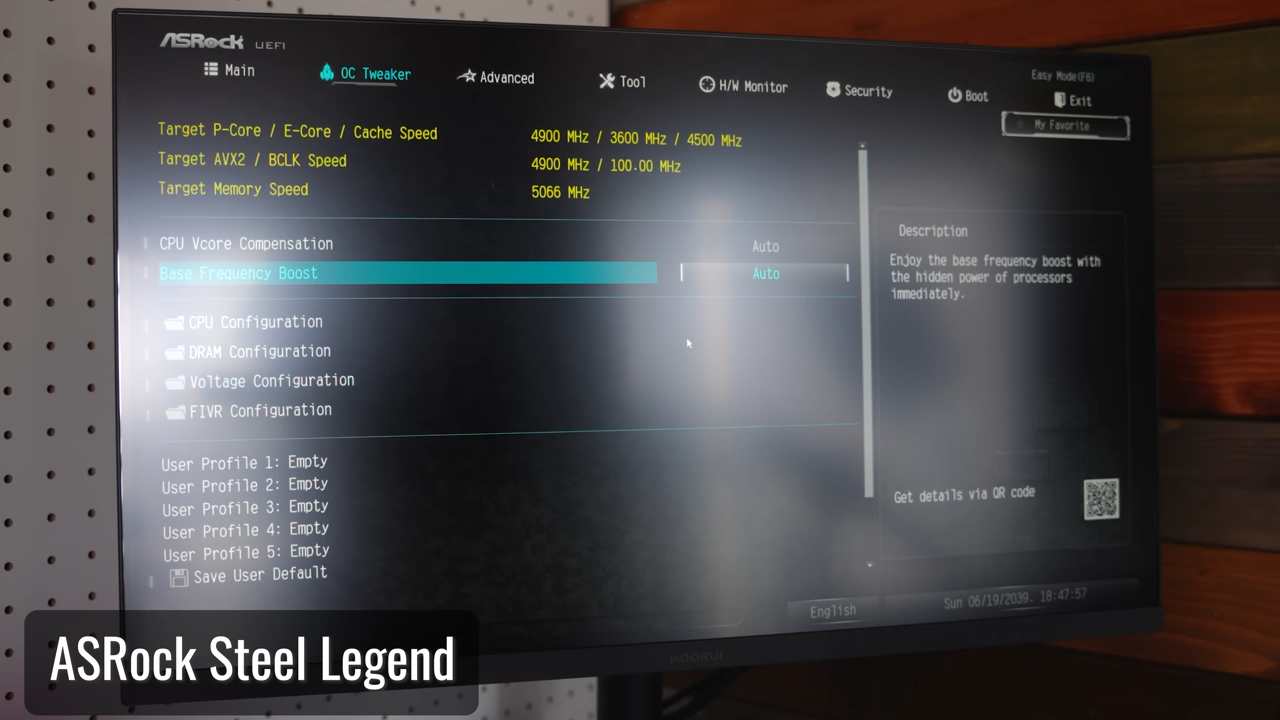 ASRock UEFI
Easy Mode(F6)
Main OC Tweaker Advanced Tool H/W Monitor Security Boot Exit
My Favorite
Target P-Core / E-Core / Cache Speed 4900 MHz / 3600 MHz / 4500 MHz
Target AVX2 / BCLK Speed 4900 MHz / 100.00 MHz
Target Memory Speed 5066 MHz
CPU Vcore Compensation Auto
Base Frequency Boost Auto
CPU Configuration
DRAM Configuration
Voltage Configuration
FIVR Configuration
User Profile 1: Empty
User Profile 2: Empty
User Profile 3: Empty
User Profile 4: Empty
User Profile 5: Empty
Save User Default
Description
Enjoy the base frequency boost with
the hidden power of processors
immediately.
Get details via QR code
English
Sun 06/19/2039. 18:47:57
KOORUI
ASRock Steel Legend